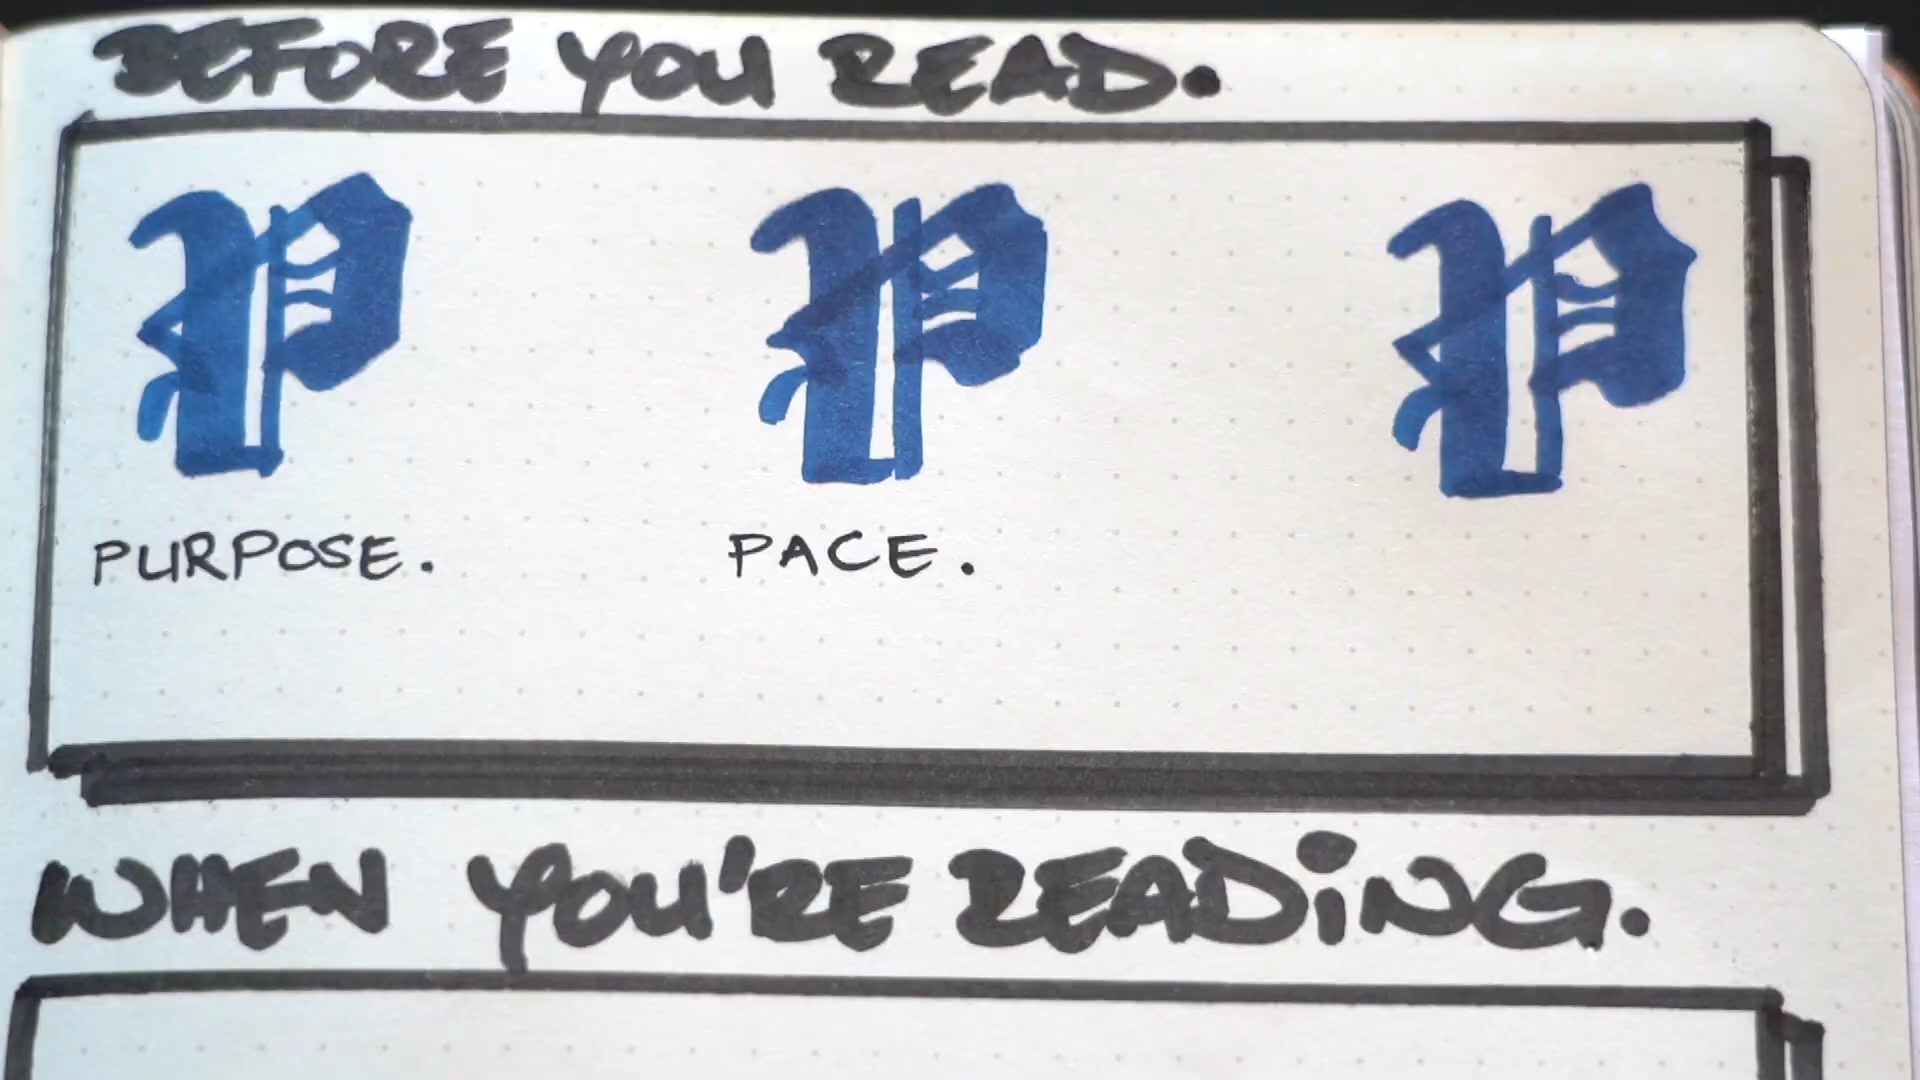 BEFORE YOU READ.
P P P
PURPOSE. PACE.
WHEN YOU'RE READING.